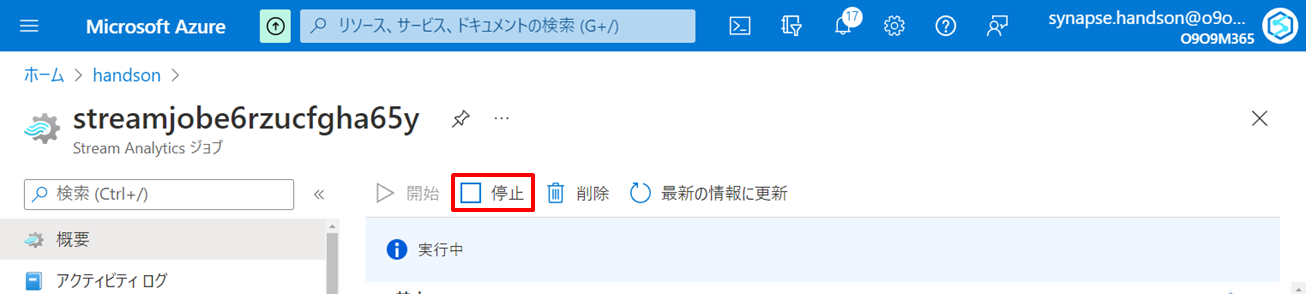 Microsoft Azure
リソース、サービス、ドキュメントの検索 (G+/)
17
synapse.handson@o9o...
O9O9M365
ホーム > handson >
streamjobe6rzucfgha65y
...
Stream Analytics ジョブ
検索 (Ctrl+/)
«
開始
停止
削除
最新の情報に更新
概要
実行中
アクティビティ ログ